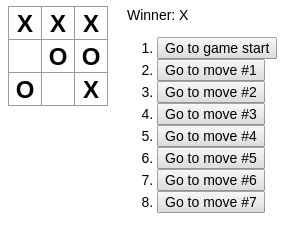 X X X
O O
O X
Winner: X
1. Go to game start
2. Go to move #1
3. Go to move #2
4. Go to move #3
5. Go to move #4
6. Go to move #5
7. Go to move #6
8. Go to move #7